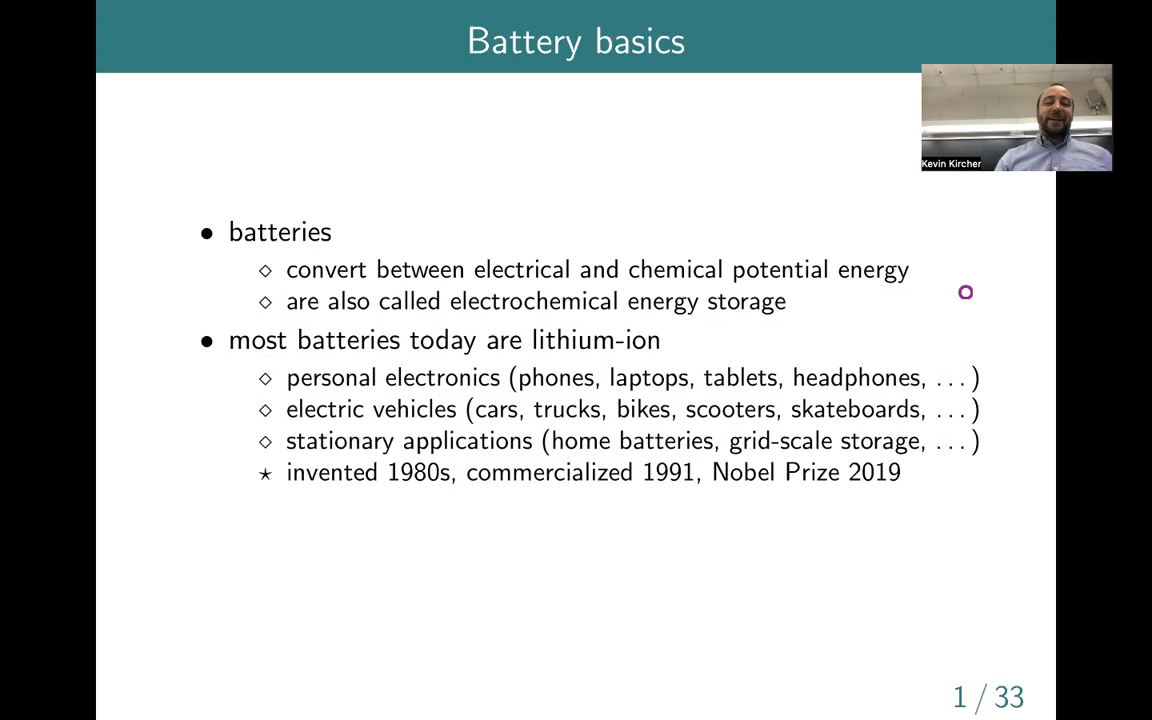 Battery basics
Kevin Kircher
• batteries
⋄ convert between electrical and chemical potential energy
⋄ are also called electrochemical energy storage
• most batteries today are lithium-ion
⋄ personal electronics (phones, laptops, tablets, headphones, ...)
⋄ electric vehicles (cars, trucks, bikes, scooters, skateboards, ...)
⋄ stationary applications (home batteries, grid-scale storage, ...)
⋆ invented 1980s, commercialized 1991, Nobel Prize 2019
1 / 33